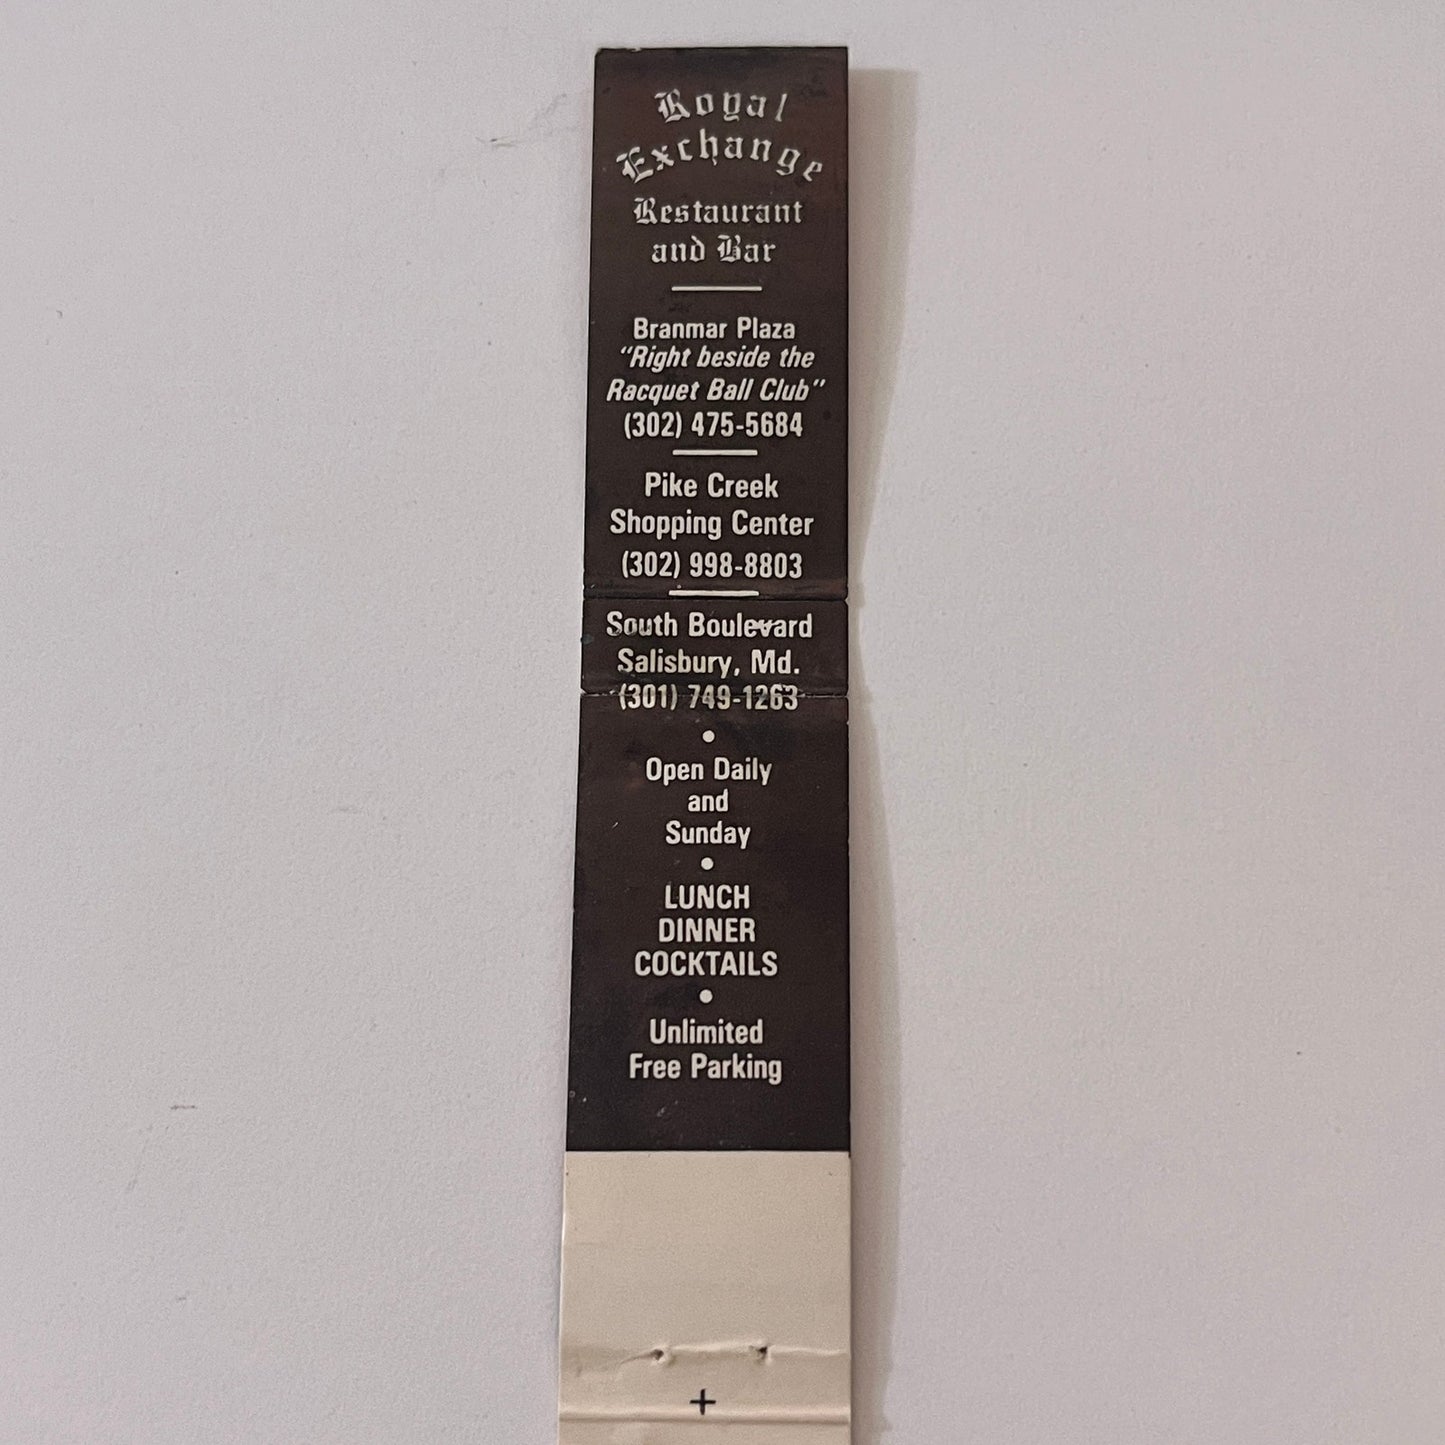 Royal
Exchange
Restaurant
and Bar
Branmar Plaza
"Right beside the
Racquet Ball Club"
(302) 475-5684
Pike Creek
Shopping Center
(302) 998-8803
South Boulevard
Salisbury, Md.
(301) 749-1263
•
Open Daily
and
Sunday
•
LUNCH
DINNER
COCKTAILS
•
Unlimited
Free Parking
+